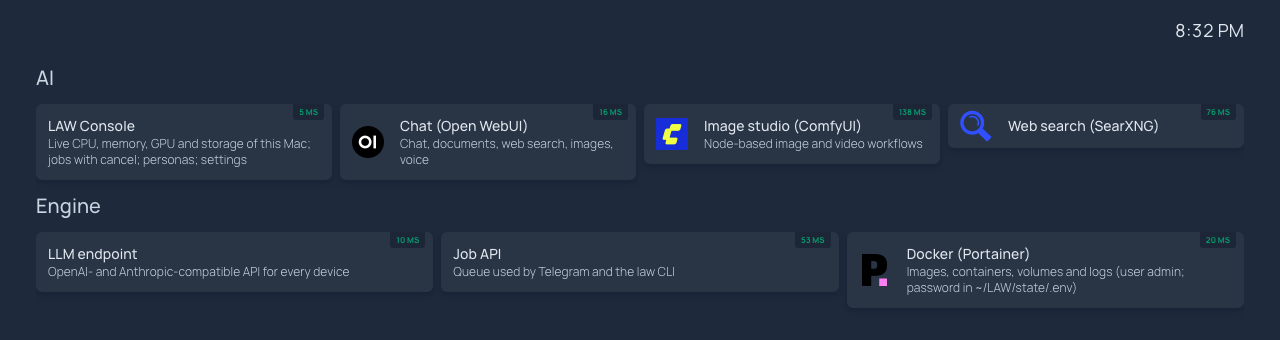 8:32 PM
AI
5 MS
LAW Console
Live CPU, memory, GPU and storage of this Mac;
jobs with cancel; personas; settings
16 MS
OI
Chat (Open WebUI)
Chat, documents, web search, images,
voice
138 MS
Image studio (ComfyUI)
Node-based image and video workflows
76 MS
Web search (SearXNG)
Engine
10 MS
LLM endpoint
OpenAI- and Anthropic-compatible API for every device
53 MS
Job API
Queue used by Telegram and the law CLI
20 MS
P.
Docker (Portainer)
Images, containers, volumes and logs (user admin;
password in ~/LAW/state/.env)